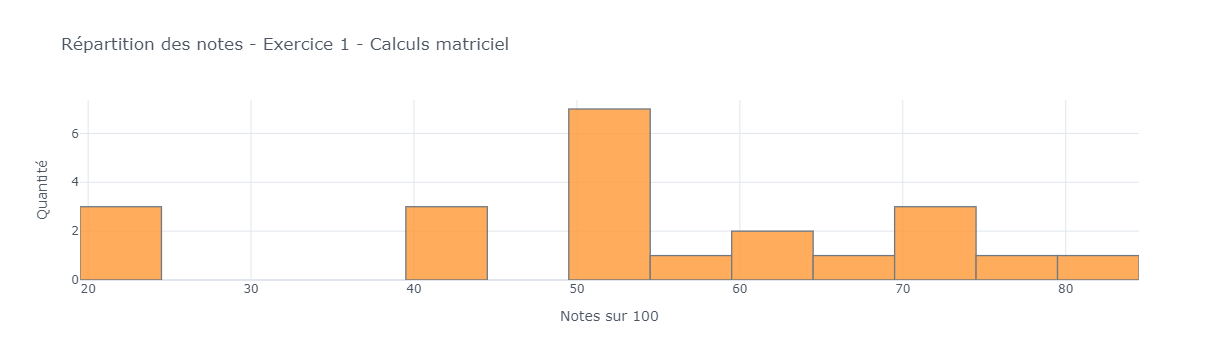 Répartition des notes - Exercice 1 - Calculs matriciel
6
4
2
0
Quantité
20 30 40 50 60 70 80
Notes sur 100